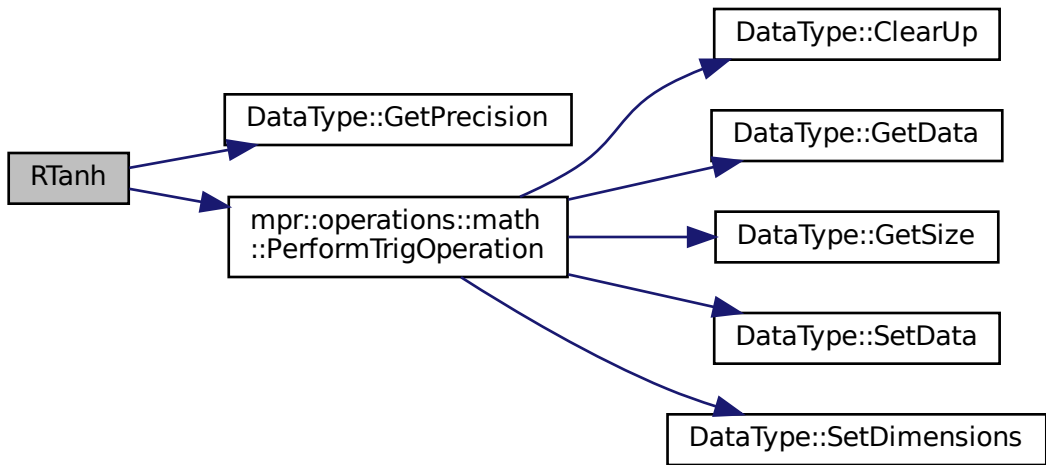 RTanh
DataType::GetPrecision
mpr::operations::math
::PerformTrigOperation
DataType::ClearUp
DataType::GetData
DataType::GetSize
DataType::SetData
DataType::SetDimensions